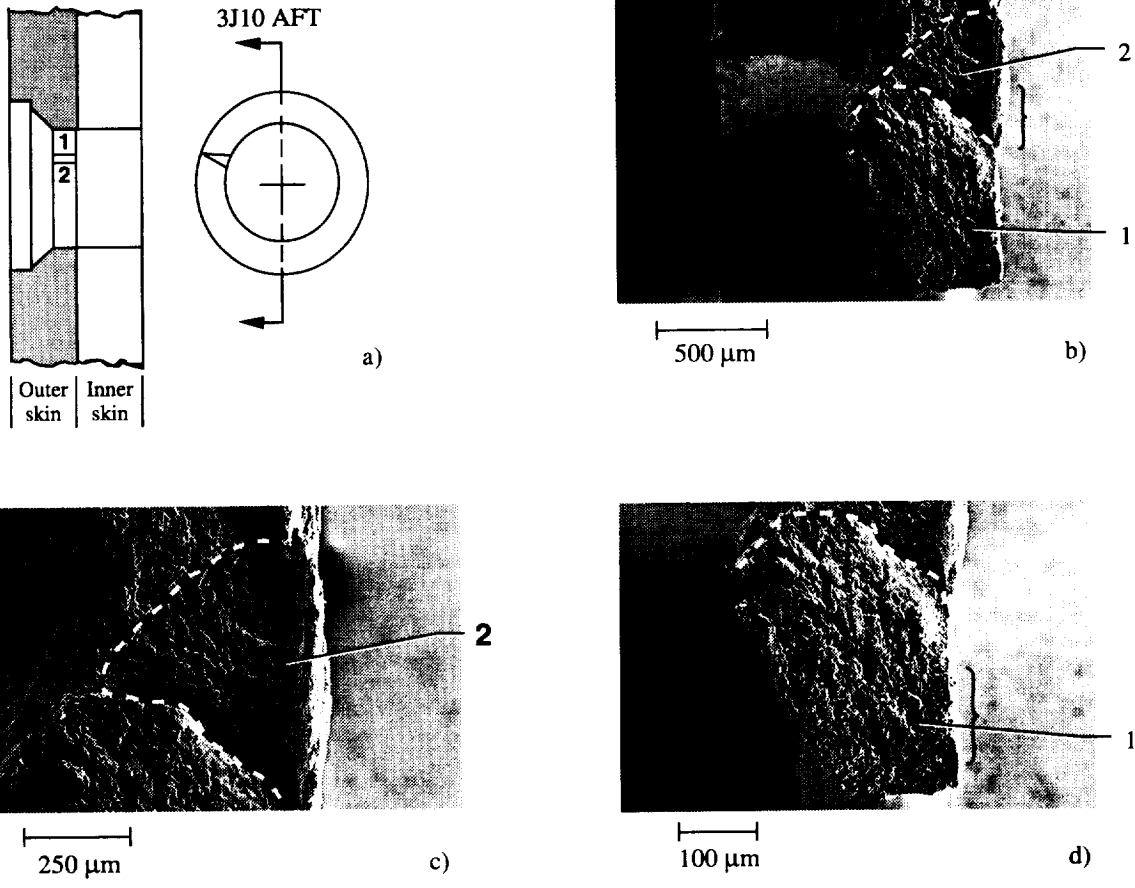 3J10 AFT
1
2
a)
Outer
skin
Inner
skin
2
1
500 μm
b)
2
250 μm
c)
1
100 μm
d)